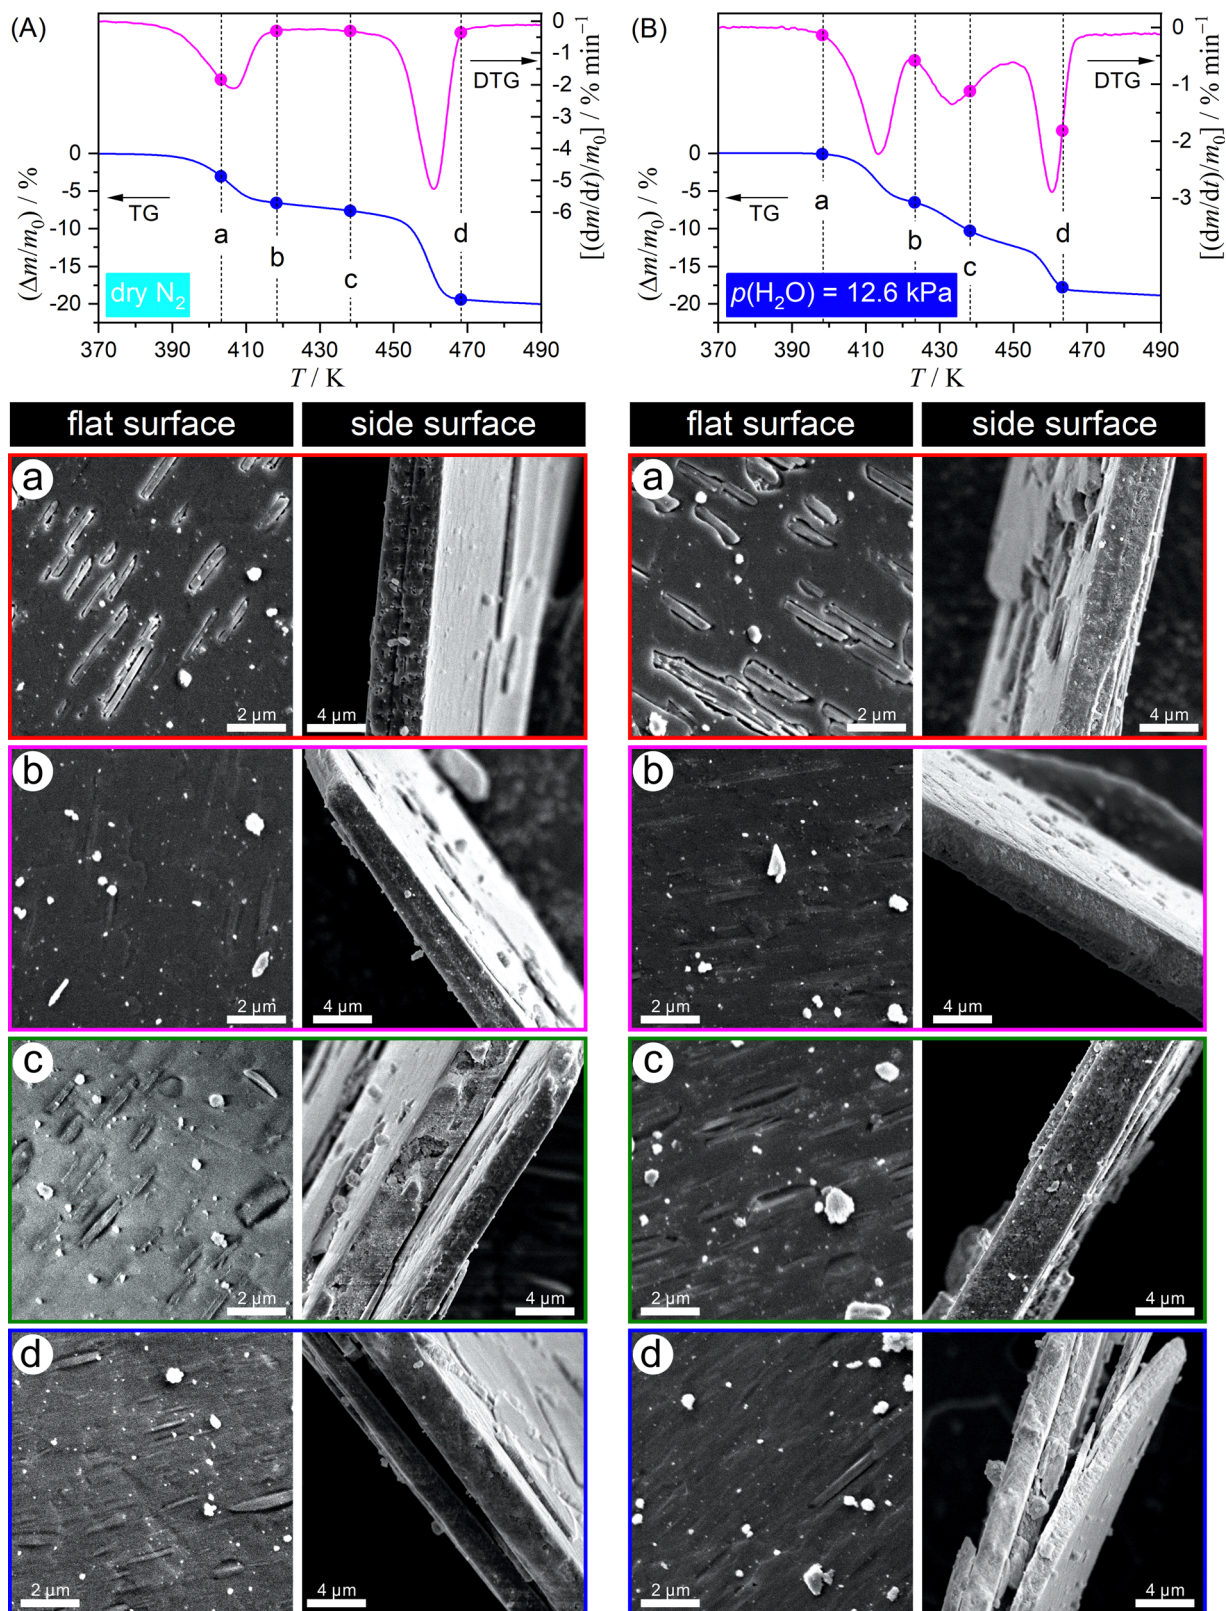 (A)
0
-1
-2
-3
-4
-5
-6
DTG
[(dm/dt)/m₀] / % min⁻¹
0
-5
-10
-15
-20
(Δm/m₀) / %
TG
a
b
c
d
dry N₂
370 390 410 430 450 470 490
T / K
(B)
0
-1
-2
-3
DTG
[(dm/dt)/m₀] / % min⁻¹
0
-5
-10
-15
-20
(Δm/m₀) / %
TG
a
b
c
d
p(H₂O) = 12.6 kPa
370 390 410 430 450 470 490
T / K
flat surface side surface
flat surface side surface
a
2 µm
4 µm
a
2 µm
4 µm
b
2 µm
4 µm
b
2 µm
4 µm
c
2 µm
4 µm
c
2 µm
4 µm
d
2 µm
4 µm
d
2 µm
4 µm